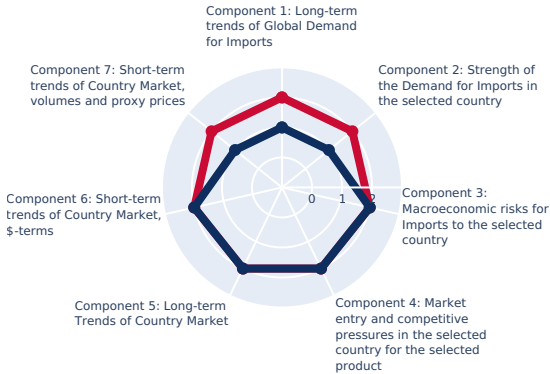 Component 1: Long-term
trends of Global Demand
for Imports
Component 2: Strength of
the Demand for Imports in
the selected country
Component 3:
Macroeconomic risks for
Imports to the selected
country
Component 4: Market
entry and competitive
pressures in the selected
country for the selected
product
Component 5: Long-term
Trends of Country Market
Component 6: Short-term
trends of Country Market,
$-terms
Component 7: Short-term
trends of Country Market,
volumes and proxy prices
0 1 2